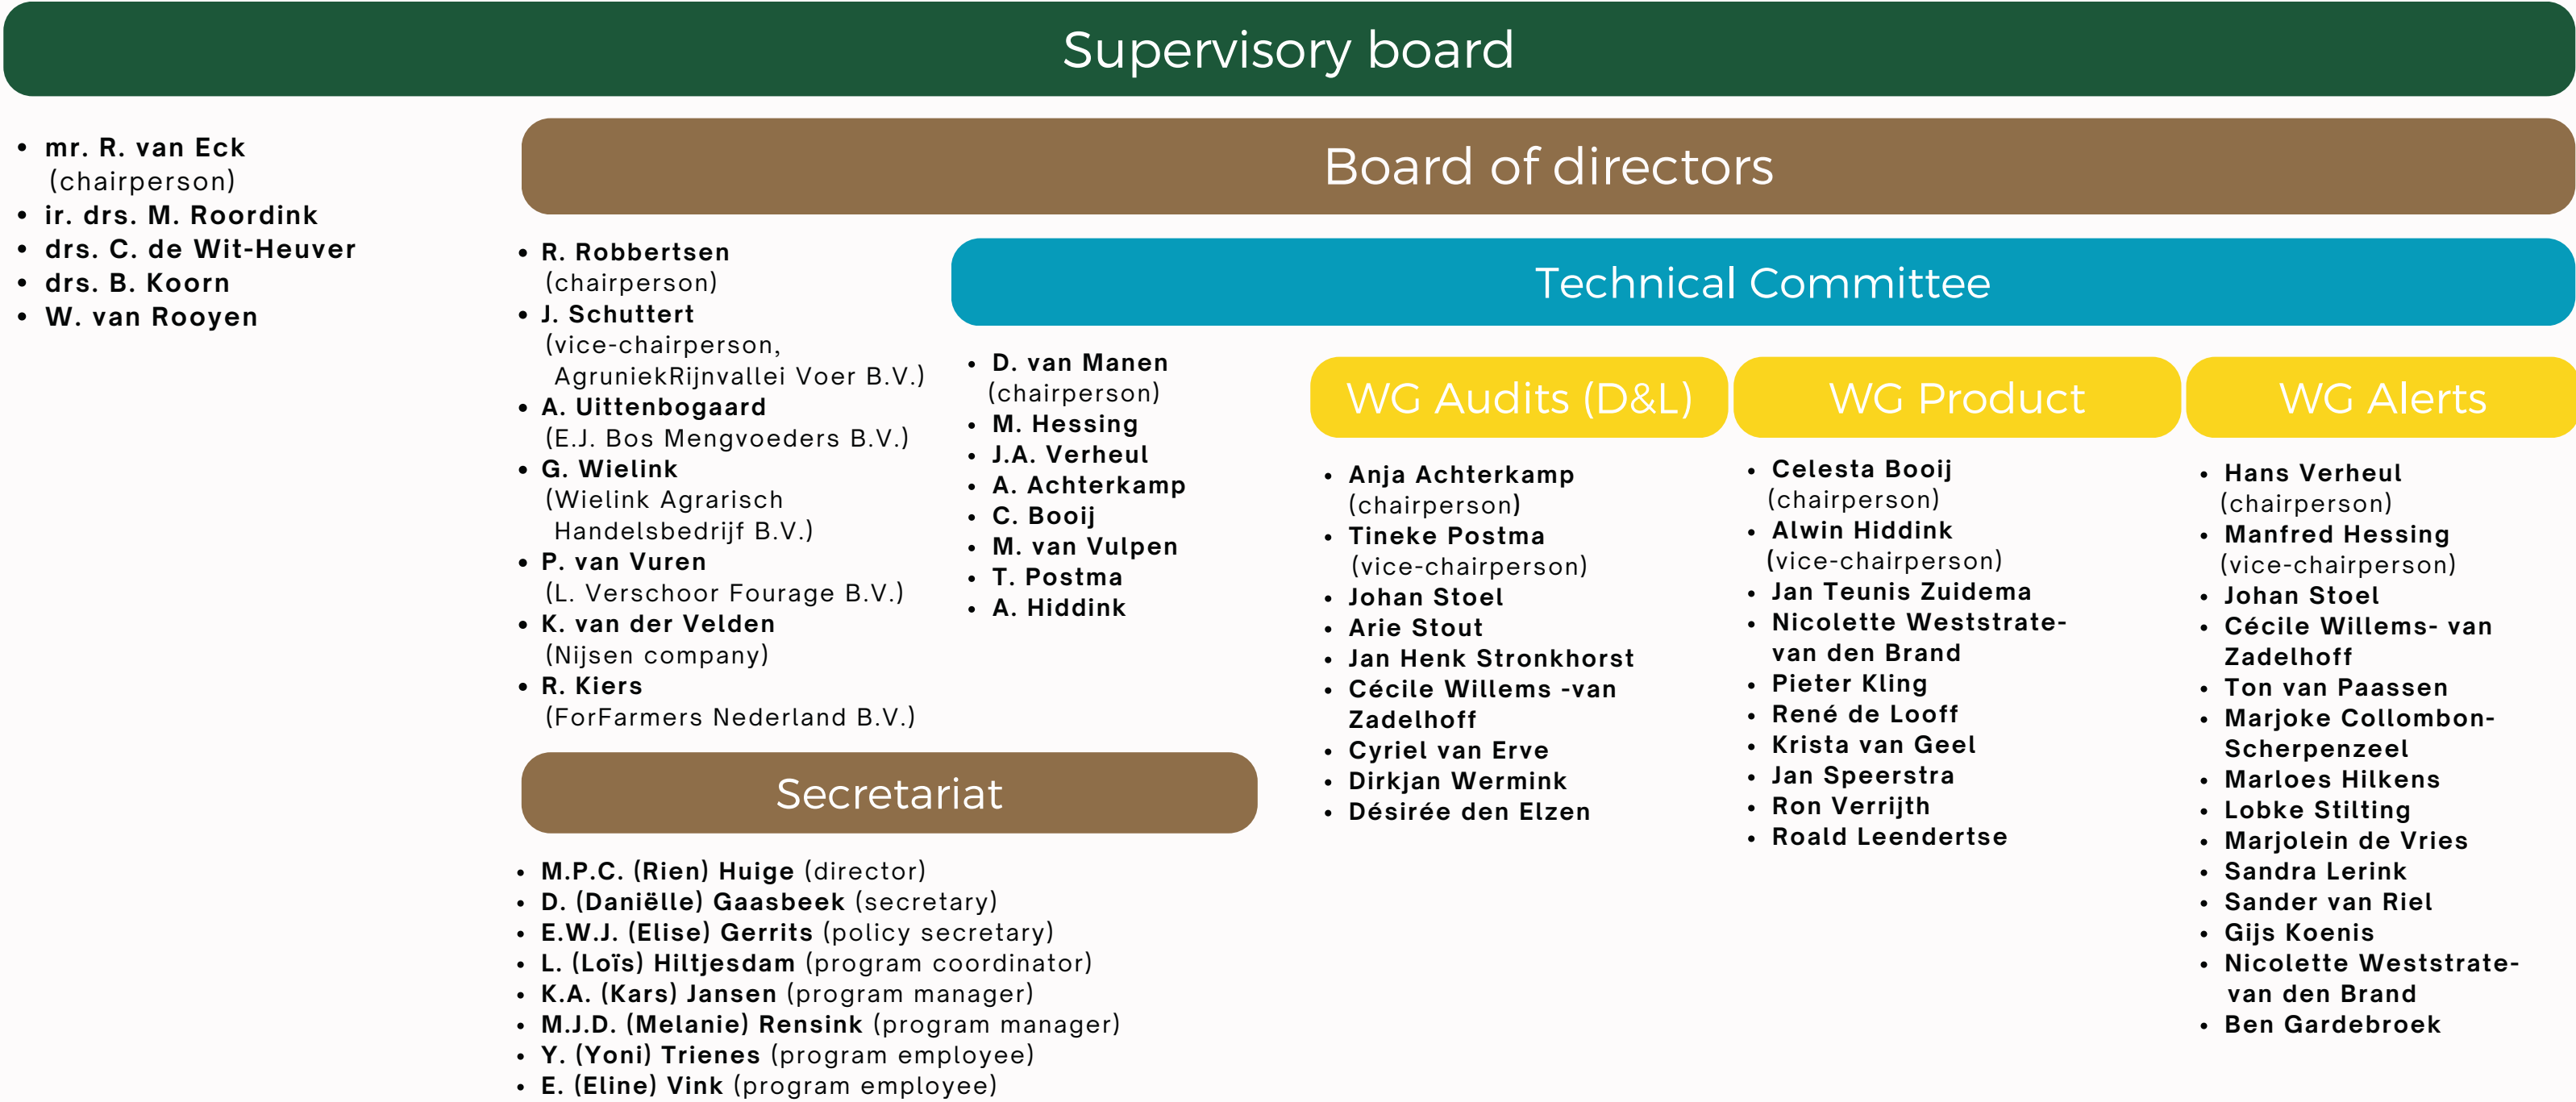 Supervisory board
• mr. R. van Eck
(chairperson)
• ir. drs. M. Roordink
• drs. C. de Wit-Heuver
• drs. B. Koorn
• W. van Rooyen
Board of directors
• R. Robbertsen
(chairperson)
• J. Schuttert
(vice-chairperson,
AgruniekRijnvallei Voer B.V.)
• A. Uittenbogaard
(E.J. Bos Mengvoeders B.V.)
• G. Wielink
(Wielink Agrarisch
Handelsbedrijf B.V.)
• P. van Vuren
(L. Verschoor Fourage B.V.)
• K. van der Velden
(Nijsen company)
• R. Kiers
(ForFarmers Nederland B.V.)
Secretariat
• M.P.C. (Rien) Huige (director)
• D. (Daniëlle) Gaasbeek (secretary)
• E.W.J. (Elise) Gerrits (policy secretary)
• L. (Loïs) Hiltjesdam (program coordinator)
• K.A. (Kars) Jansen (program manager)
• M.J.D. (Melanie) Rensink (program manager)
• Y. (Yoni) Trienes (program employee)
• E. (Eline) Vink (program employee)
Technical Committee
• D. van Manen
(chairperson)
• M. Hessing
• J.A. Verheul
• A. Achterkamp
• C. Booij
• M. van Vulpen
• T. Postma
• A. Hiddink
WG Audits (D&L)
• Anja Achterkamp
(chairperson)
• Tineke Postma
(vice-chairperson)
• Johan Stoel
• Arie Stout
• Jan Henk Stronkhorst
• Cécile Willems -van
Zadelhoff
• Cyriel van Erve
• Dirkjan Wermink
• Désirée den Elzen
WG Product
• Celesta Booij
(chairperson)
• Alwin Hiddink
(vice-chairperson)
• Jan Teunis Zuidema
• Nicolette Weststrate-
van den Brand
• Pieter Kling
• René de Looff
• Krista van Geel
• Jan Speerstra
• Ron Verrijth
• Roald Leendertse
WG Alerts
• Hans Verheul
(chairperson)
• Manfred Hessing
(vice-chairperson)
• Johan Stoel
• Cécile Willems- van
Zadelhoff
• Ton van Paassen
• Marjoke Collombon-
Scherpenzeel
• Marloes Hilkens
• Lobke Stilting
• Marjolein de Vries
• Sandra Lerink
• Sander van Riel
• Gijs Koenis
• Nicolette Weststrate-
van den Brand
• Ben Gardebroek